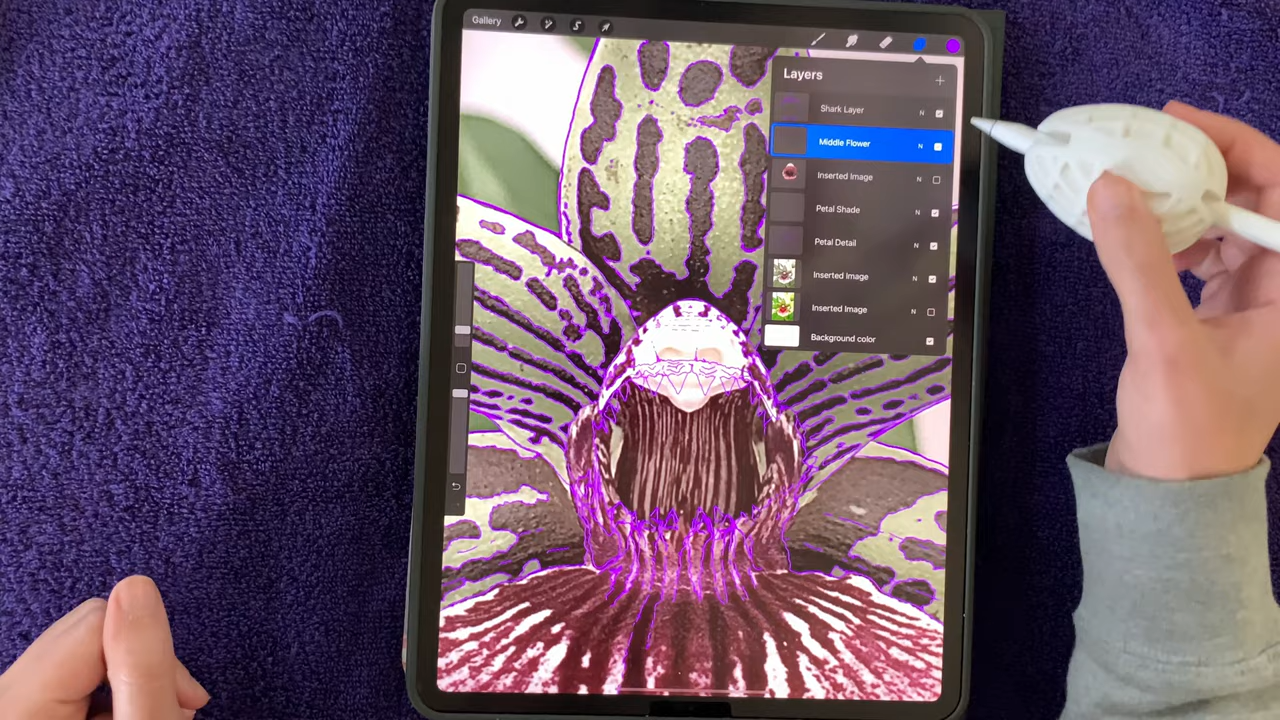 Gallery
Layers
Shark Layer N
Middle Flower N
Inserted Image N
Petal Shade N
Petal Detail N
Inserted Image N
Inserted Image N
Background color